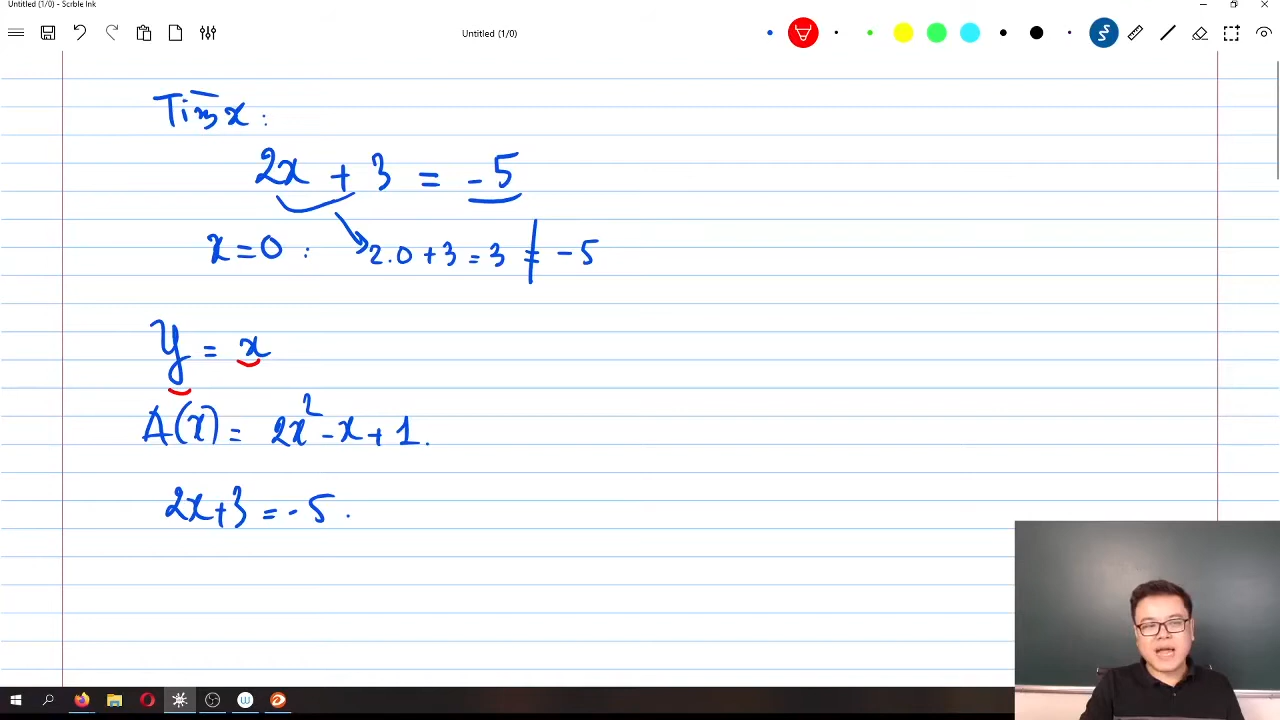 Untitled (1/0) - Scrble Ink
Untitled (1/0)
Tìm x :
2x + 3 = -5
x = 0 : 2.0 + 3 = 3 ≠ -5
y = x
A(x) = 2x² - x + 1.
2x + 3 = -5.